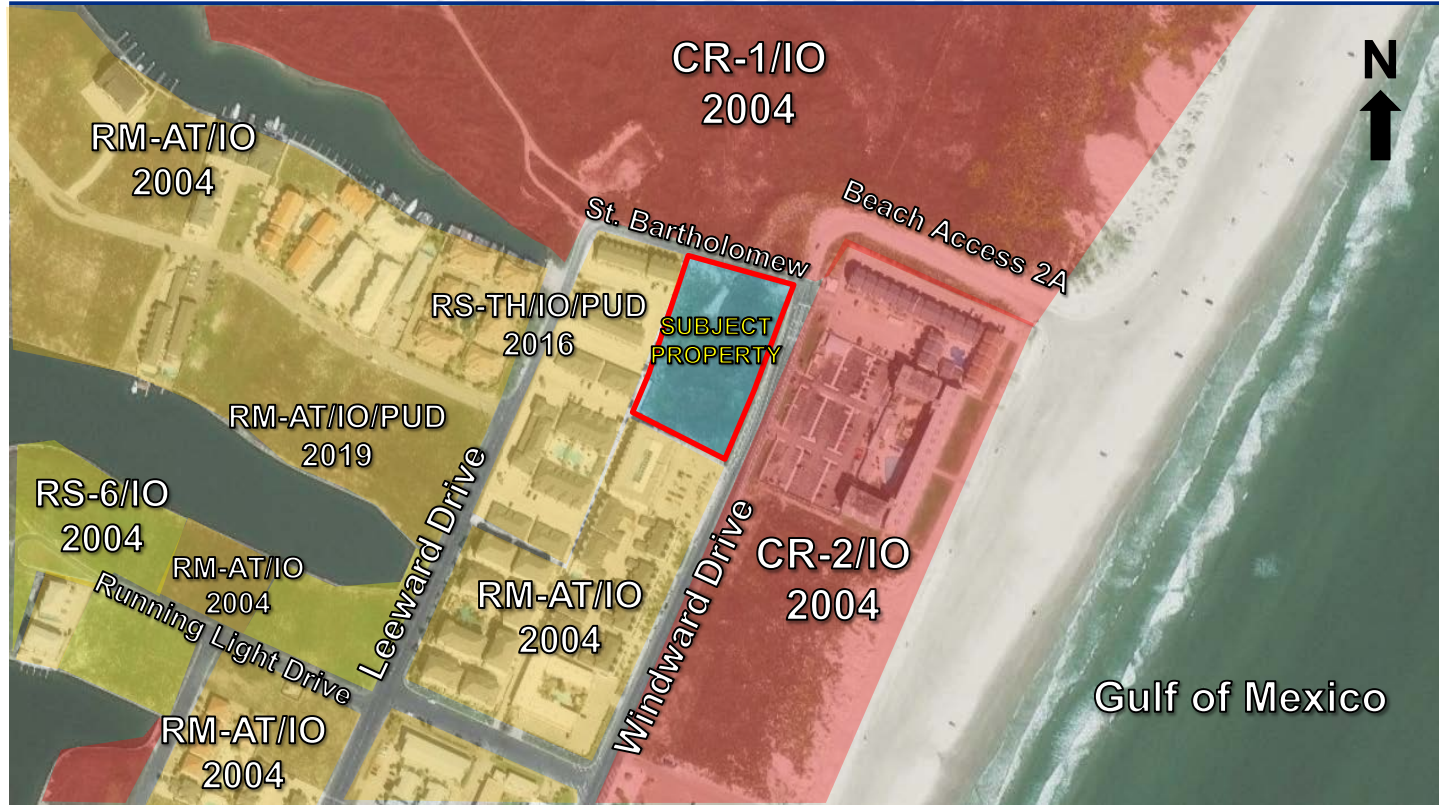 CR-1/IO
2004
N
RM-AT/IO
2004
Beach Access 2A
St. Bartholomew
RS-TH/IO/PUD
2016
SUBJECT
PROPERTY
RM-AT/IO/PUD
2019
RS-6/IO
2004
RM-AT/IO
2004
Running Light Drive
Leeward Drive
RM-AT/IO
2004
Windward Drive
CR-2/IO
2004
Gulf of Mexico
RM-AT/IO
2004